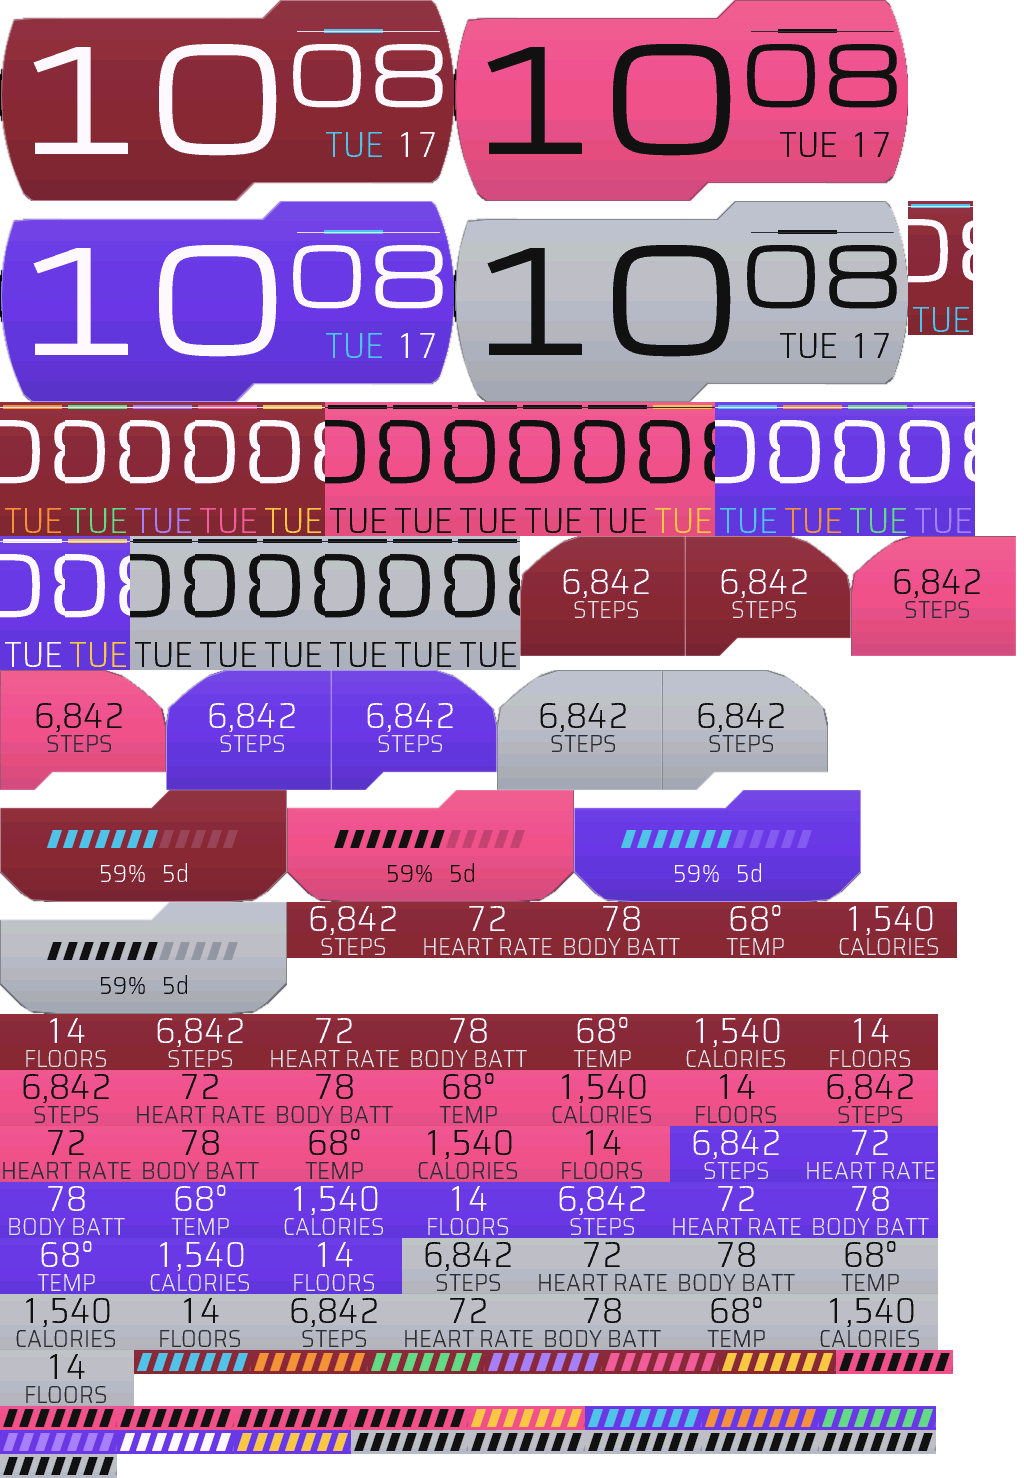 10 08
TUE 17
10 08
TUE 17
10 08
TUE 17
10 08
TUE 17
TUE
TUE TUE TUE TUE TUE TUE TUE TUE TUE TUE TUE TUE TUE TUE TUE
TUE TUE TUE TUE TUE TUE TUE TUE
6,842 6,842 6,842
STEPS STEPS STEPS
6,842 6,842 6,842 6,842 6,842
STEPS STEPS STEPS STEPS STEPS
59% 5d 59% 5d 59% 5d
59% 5d
6,842 72 78 68° 1,540
STEPS HEART RATE BODY BATT TEMP CALORIES
14 6,842 72 78 68° 1,540 14
FLOORS STEPS HEART RATE BODY BATT TEMP CALORIES FLOORS
6,842 72 78 68° 1,540 14 6,842
STEPS HEART RATE BODY BATT TEMP CALORIES FLOORS STEPS
72 78 68° 1,540 14 6,842 72
HEART RATE BODY BATT TEMP CALORIES FLOORS STEPS HEART RATE
78 68° 1,540 14 6,842 72 78
BODY BATT TEMP CALORIES FLOORS STEPS HEART RATE BODY BATT
68° 1,540 14 6,842 72 78 68°
TEMP CALORIES FLOORS STEPS HEART RATE BODY BATT TEMP
1,540 14 6,842 72 78 68° 1,540
CALORIES FLOORS STEPS HEART RATE BODY BATT TEMP CALORIES
14
FLOORS